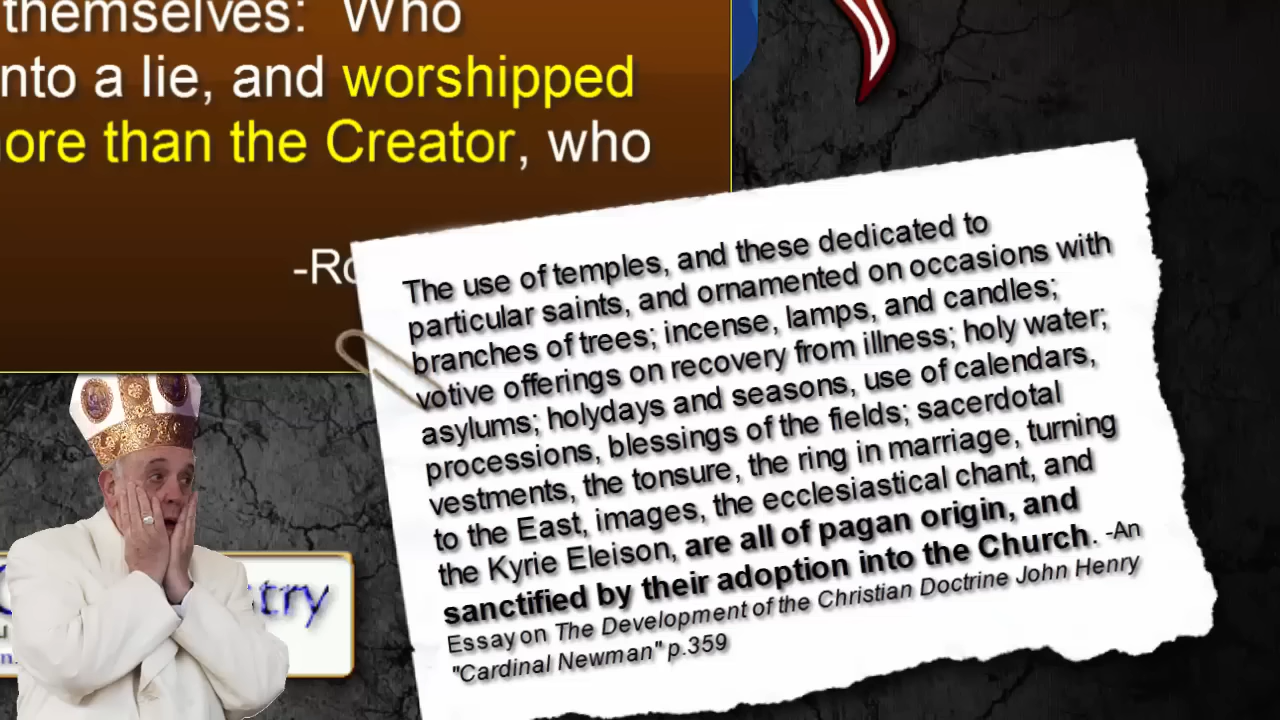 themselves: Who
nto a lie, and worshipped
ore than the Creator, who
-Ro
The use of temples, and these dedicated to
particular saints, and ornamented on occasions with
branches of trees; incense, lamps, and candles;
votive offerings on recovery from illness; holy water;
asylums; holydays and seasons, use of calendars,
processions, blessings of the fields; sacerdotal
vestments, the tonsure, the ring in marriage, turning
to the East, images, the ecclesiastical chant, and
the Kyrie Eleison, are all of pagan origin, and
sanctified by their adoption into the Church. -An
Essay on The Development of the Christian Doctrine John Henry
"Cardinal Newman" p.359
try